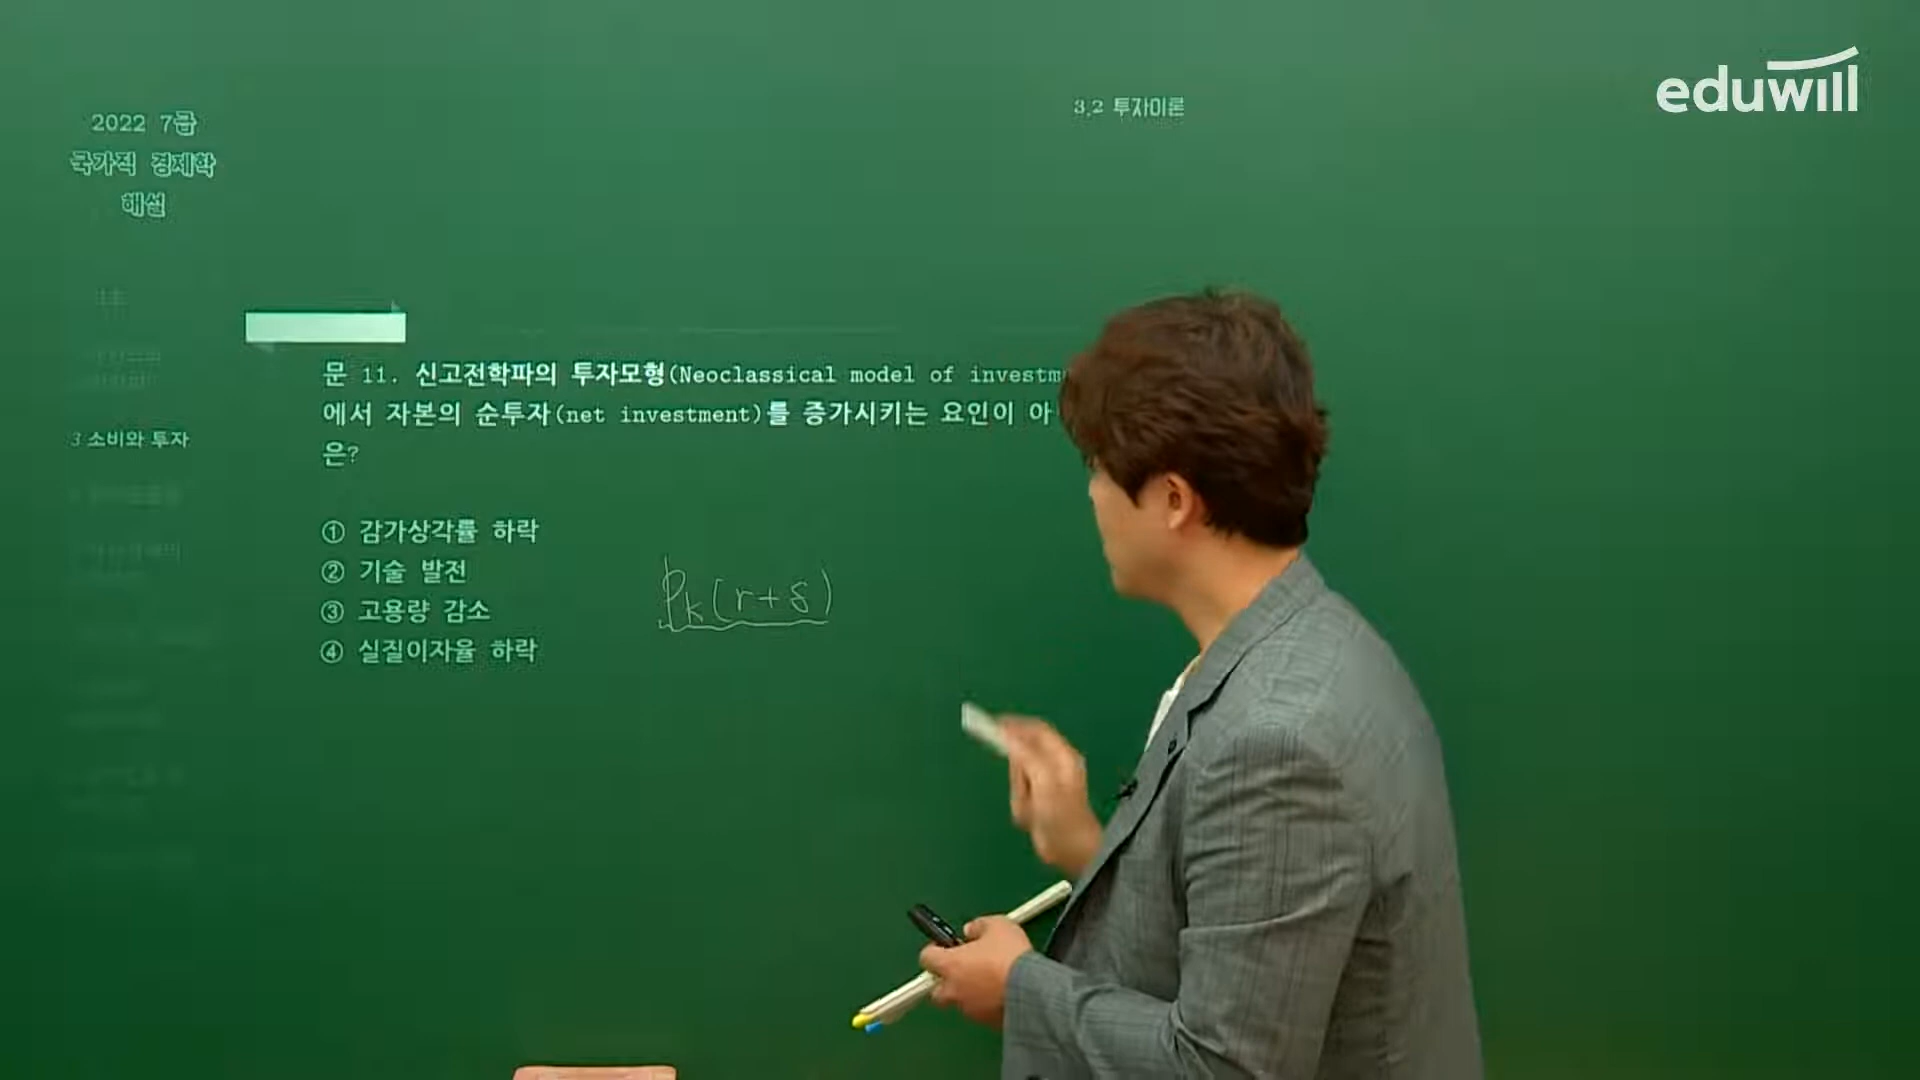 eduwill
2022 7급
국가직 경제학
해설
3.2 투자이론
문 11. 신고전학파의 투자모형(Neoclassical model of investm
에서 자본의 순투자(net investment)를 증가시키는 요인이 아
은?
3 소비와 투자
① 감가상각률 하락
② 기술 발전
③ 고용량 감소
④ 실질이자율 하락
Pk(r+δ)